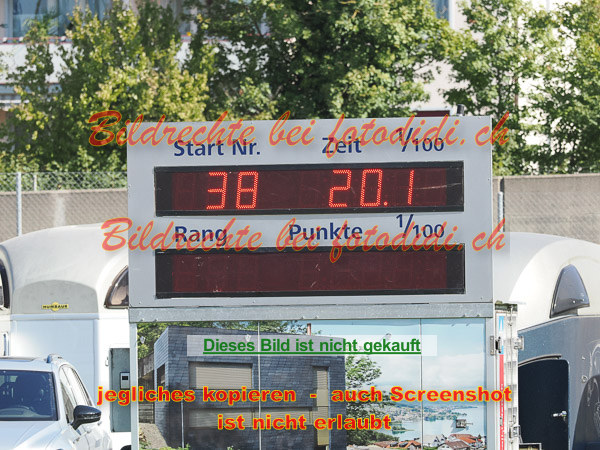 Bildrechte bei fotodidi.ch
Start Nr. Zeit 1/100
38 20.1
Bildrechte bei fotodidi.ch
Rang Punkte 1/100
Dieses Bild ist nicht gekauft
jegliches kopieren - auch Screenshot
ist nicht erlaubt